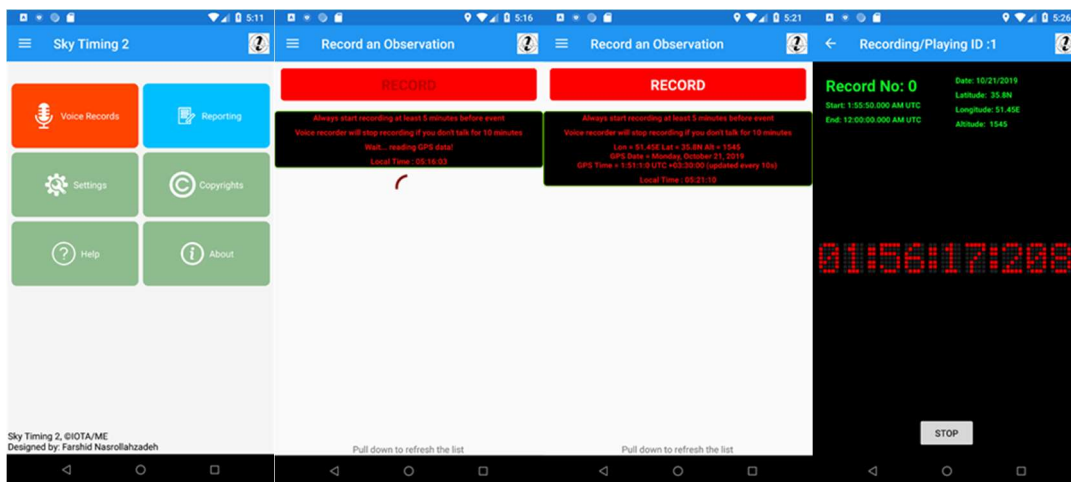 5:11
Sky Timing 2
Voice Records
Reporting
Settings
Copyrights
Help
About
Sky Timing 2, ©IOTA/ME
Designed by: Farshid Nasrollahzadeh
5:16
Record an Observation
RECORD
Always start recording at least 5 minutes before event
Voice recorder will stop recording if you don't talk for 10 minutes
Wait... reading GPS data!
Local Time : 05:16:03
Pull down to refresh the list
5:21
Record an Observation
RECORD
Always start recording at least 5 minutes before event
Voice recorder will stop recording if you don't talk for 10 minutes
Lon = 51.45E Lat = 35.8N Alt = 1545
GPS Date = Monday, October 21, 2019
GPS Time = 1:51:1:0 UTC +03:30:00 (updated every 10s)
Local Time : 05:21:10
Pull down to refresh the list
5:26
Recording/Playing ID :1
Record No: 0
Start: 1:55:50.000 AM UTC
End: 12:00:00.000 AM UTC
Date: 10/21/2019
Latitude: 35.8N
Longitude: 51.45E
Altitude: 1545
01:56:17:208
STOP